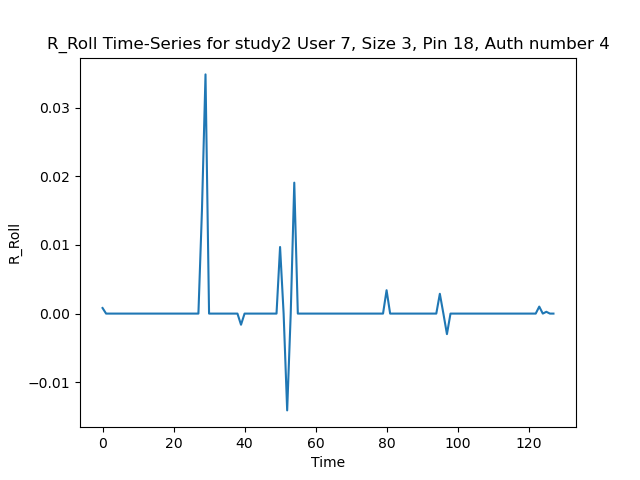 R_Roll Time-Series for study2 User 7, Size 3, Pin 18, Auth number 4
0.03
0.02
0.01
0.00
−0.01
R_Roll
0 20 40 60 80 100 120
Time